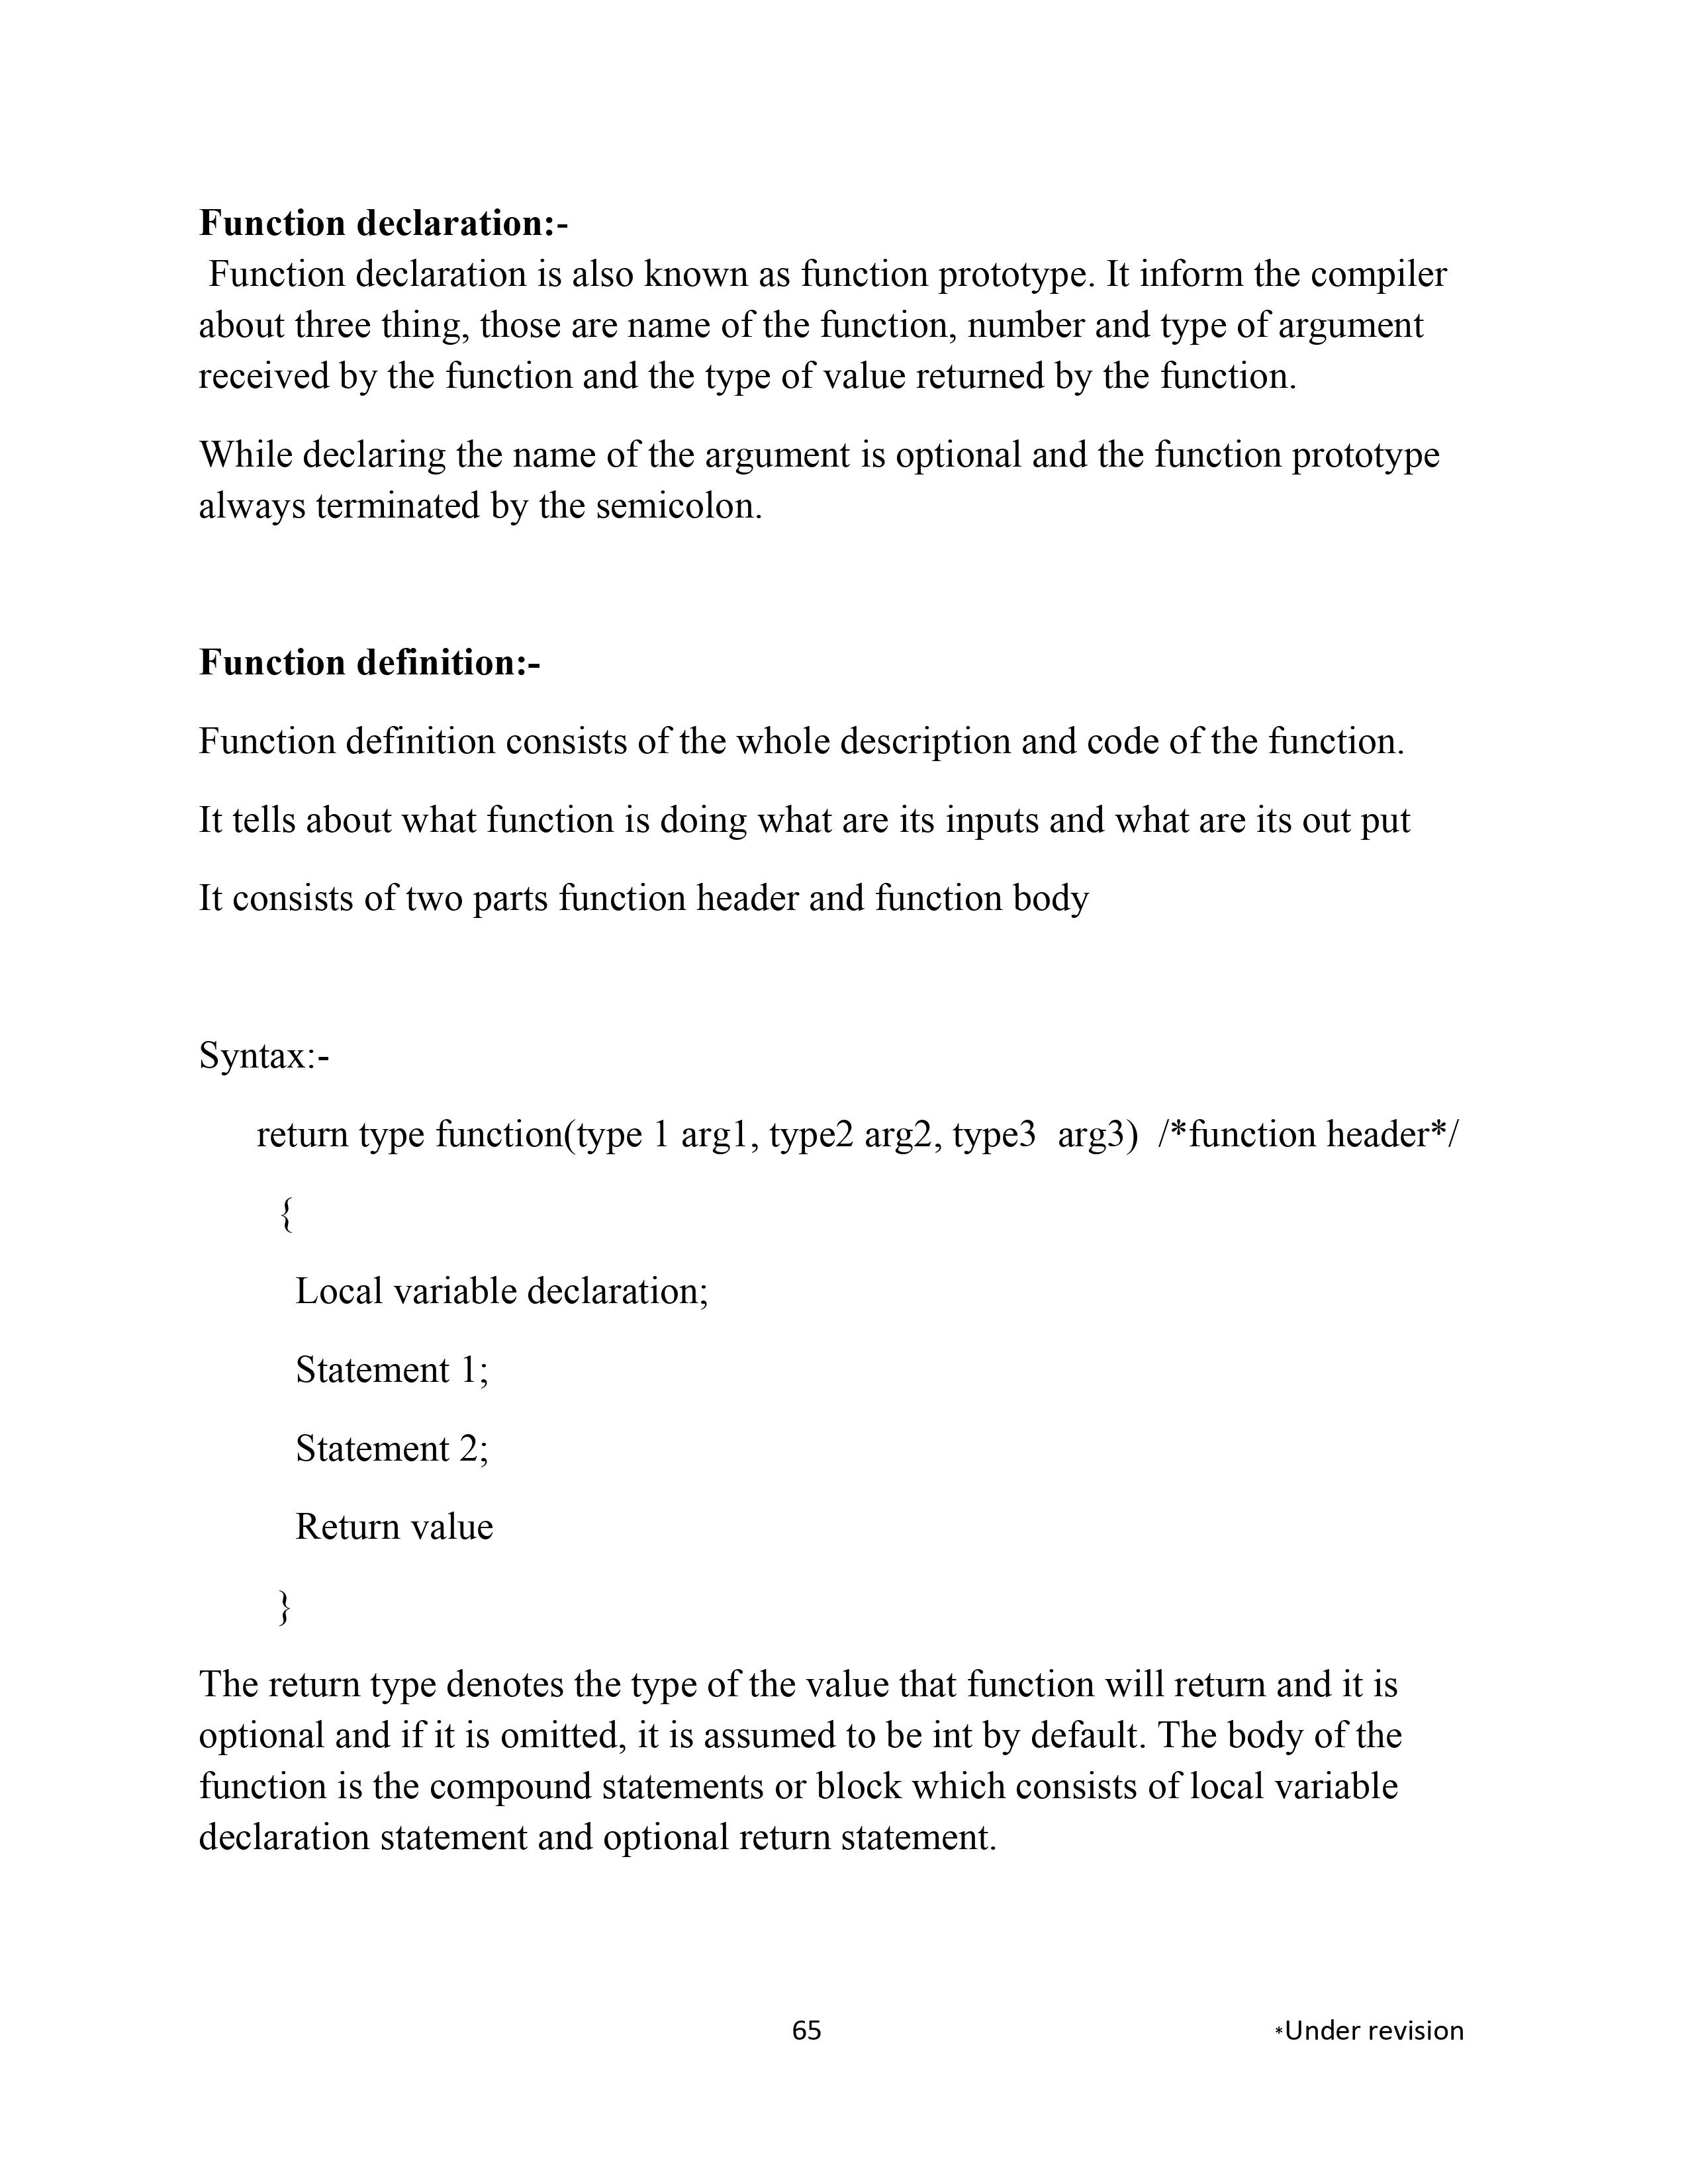 Function declaration:-
Function declaration is also known as function prototype. It inform the compiler
about three thing, those are name of the function, number and type of argument
received by the function and the type of value returned by the function.
While declaring the name of the argument is optional and the function prototype
always terminated by the semicolon.
Function definition:-
Function definition consists of the whole description and code of the function.
It tells about what function is doing what are its inputs and what are its out put
It consists of two parts function header and function body
Syntax:-
return type function(type 1 arg1, type2 arg2, type3  arg3)  /*function header*/
{
Local variable declaration;
Statement 1;
Statement 2;
Return value
}
The return type denotes the type of the value that function will return and it is
optional and if it is omitted, it is assumed to be int by default. The body of the
function is the compound statements or block which consists of local variable
declaration statement and optional return statement.
65 *Under revision